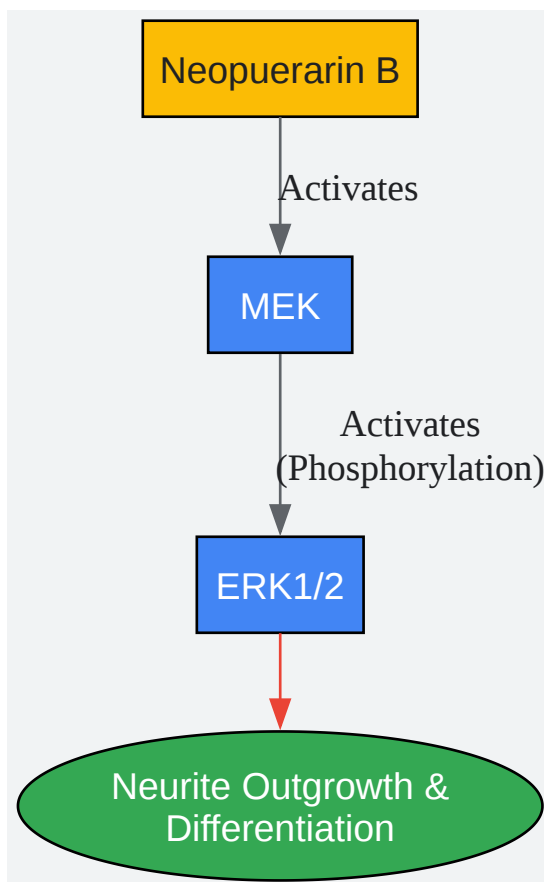 Neopuerarin B
Activates
MEK
Activates
(Phosphorylation)
ERK1/2
Neurite Outgrowth &
Differentiation